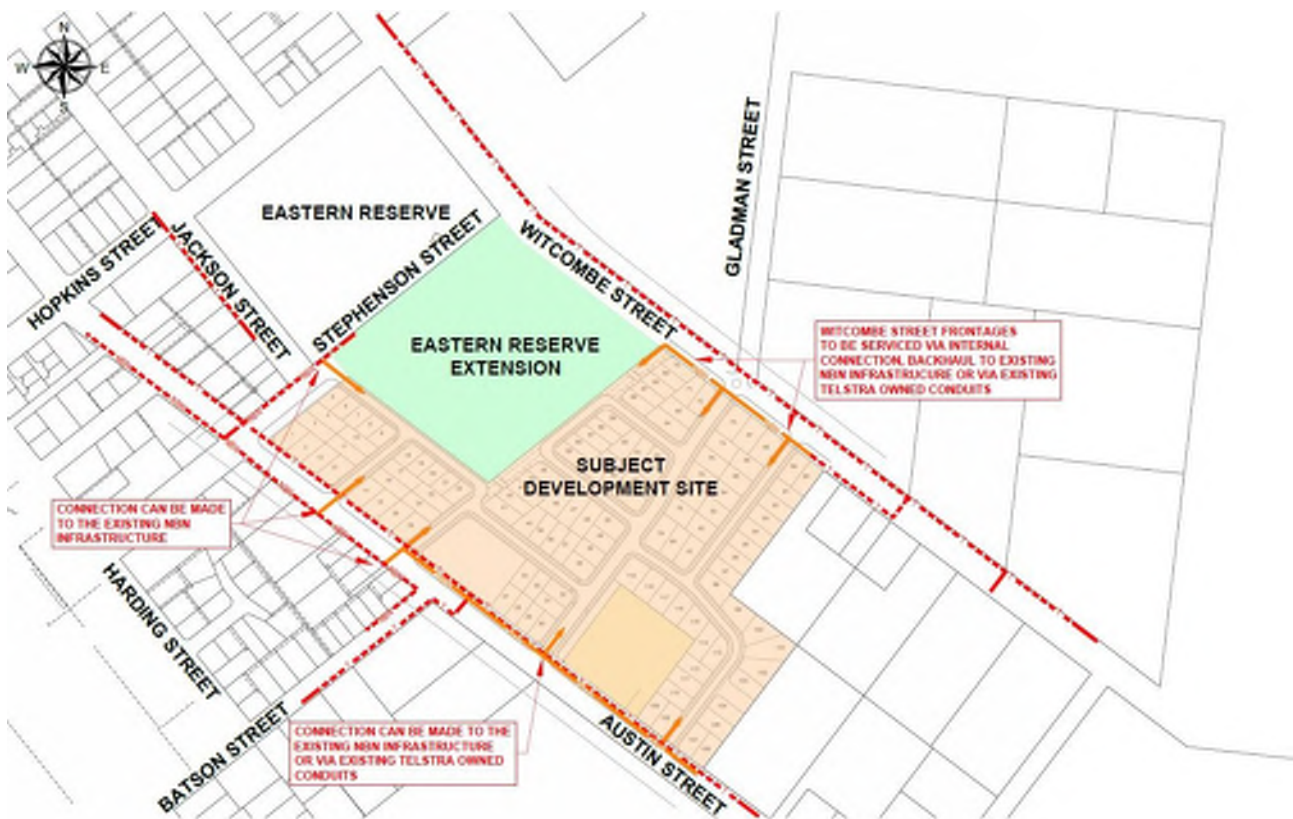 N
W
E
S
EASTERN RESERVE
HOPKINS STREET
JACKSON STREET
STEPHENSON STREET
WITCOMBE STREET
GLADMAN STREET
EASTERN RESERVE
EXTENSION
WITCOMBE STREET FRONTAGES
TO BE SERVICED VIA INTERNAL
CONNECTION, BACKHAUL TO EXISTING
NBN INFRASTRUCURE OR VIA EXISTING
TELSTRA OWNED CONDUITS
SUBJECT
DEVELOPMENT SITE
CONNECTION CAN BE MADE
TO THE EXISTING NBN
INFRASTRUCTURE
HARDING STREET
BATSON STREET
CONNECTION CAN BE MADE TO THE
EXISTING NBN INFRASTRUCTURE
OR VIA EXISTING TELSTRA OWNED
CONDUITS
AUSTIN STREET